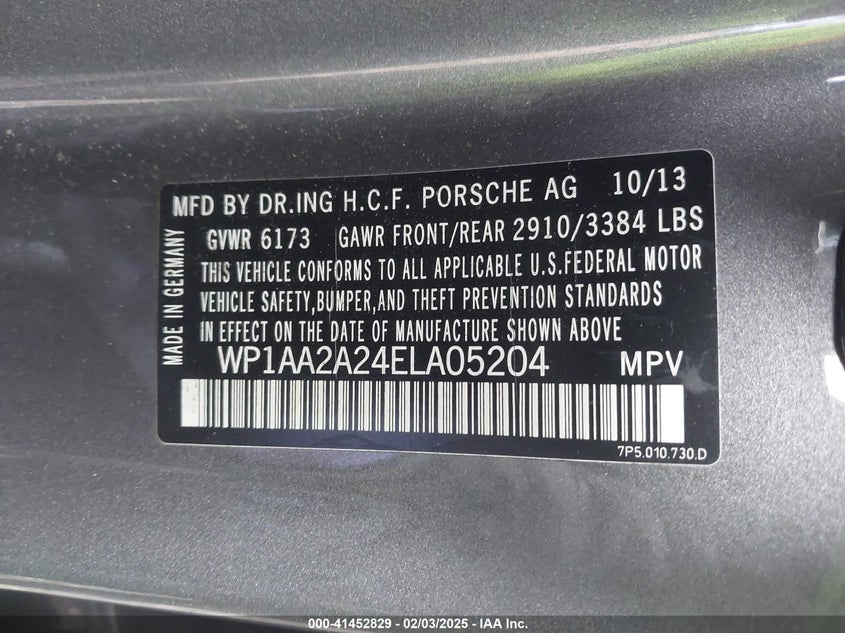 MFD BY DR.ING H.C.F. PORSCHE AG 10/13
GVWR 6173 GAWR FRONT/REAR 2910/3384 LBS
THIS VEHICLE CONFORMS TO ALL APPLICABLE U.S.FEDERAL MOTOR
VEHICLE SAFETY,BUMPER,AND THEFT PREVENTION STANDARDS
IN EFFECT ON THE DATE OF MANUFACTURE SHOWN ABOVE
WP1AA2A24ELA05204 MPV
MADE IN GERMANY
7P5.010.730.D
000-41452829 - 02/03/2025 - IAA Inc.